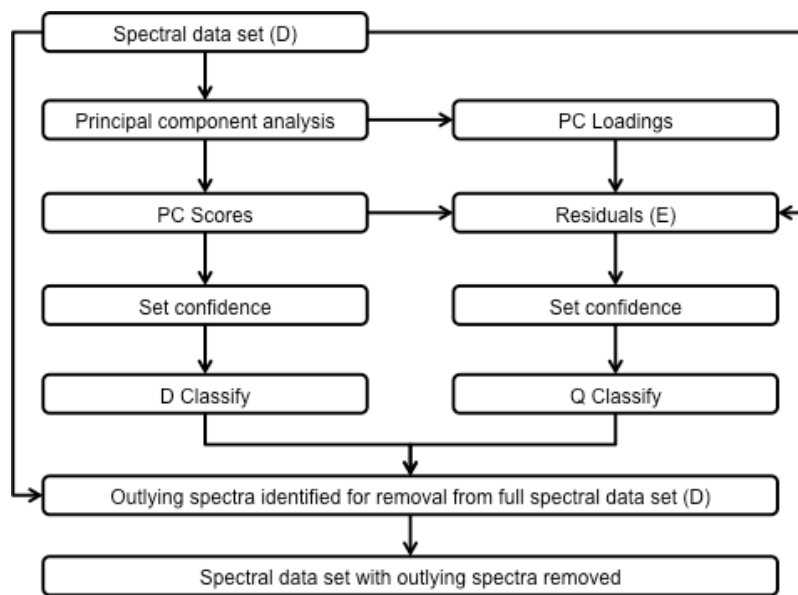 Spectral data set (D)
Principal component analysis
PC Loadings
PC Scores
Residuals (E)
Set confidence
Set confidence
D Classify
Q Classify
Outlying spectra identified for removal from full spectral data set (D)
Spectral data set with outlying spectra removed